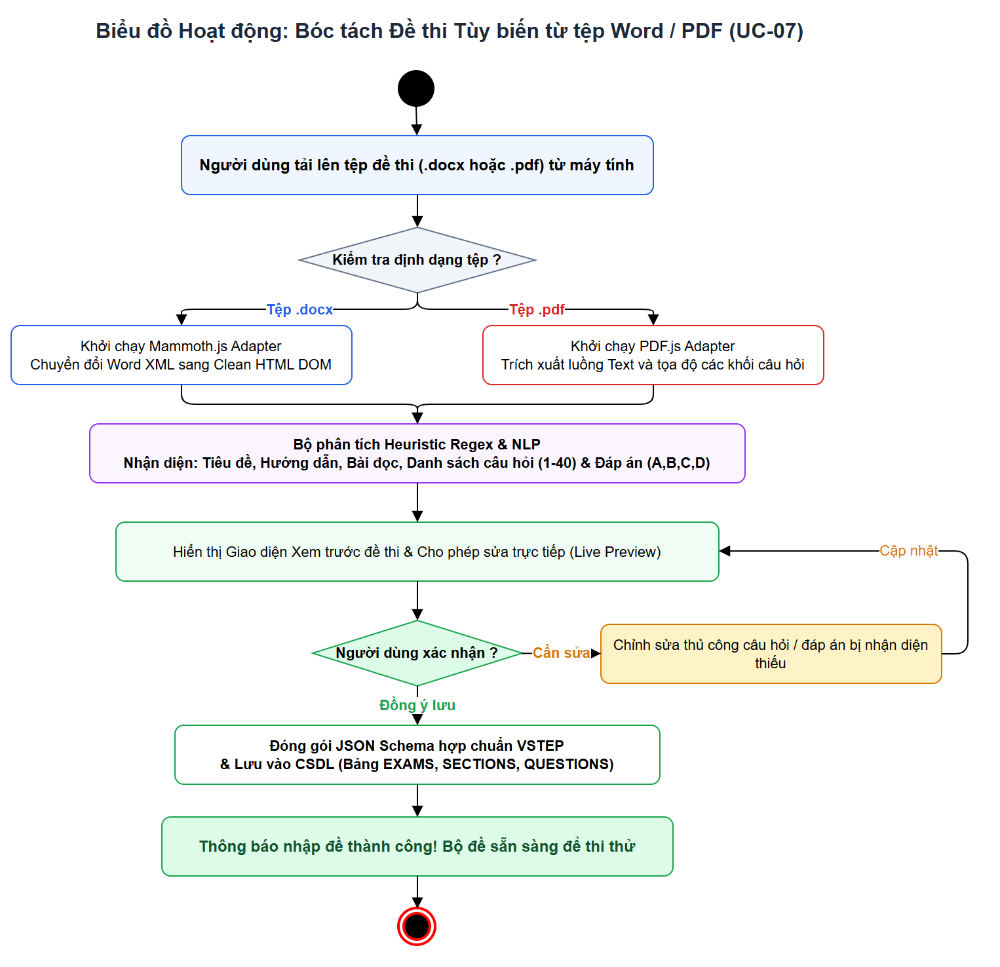 Biểu đồ Hoạt động: Bóc tách Đề thi Tùy biến từ tệp Word / PDF (UC-07)
Người dùng tải lên tệp đề thi (.docx hoặc .pdf) từ máy tính
Kiểm tra định dạng tệp ?
Tệp .docx
Tệp .pdf
Khởi chạy Mammoth.js Adapter
Chuyển đổi Word XML sang Clean HTML DOM
Khởi chạy PDF.js Adapter
Trích xuất luồng Text và tọa độ các khối câu hỏi
Bộ phân tích Heuristic Regex & NLP
Nhận diện: Tiêu đề, Hướng dẫn, Bài đọc, Danh sách câu hỏi (1-40) & Đáp án (A,B,C,D)
Hiển thị Giao diện Xem trước đề thi & Cho phép sửa trực tiếp (Live Preview)
Cập nhật
Người dùng xác nhận ?
Cần sửa
Chỉnh sửa thủ công câu hỏi / đáp án bị nhận diện
thiếu
Đồng ý lưu
Đóng gói JSON Schema hợp chuẩn VSTEP
& Lưu vào CSDL (Bảng EXAMS, SECTIONS, QUESTIONS)
Thông báo nhập đề thành công! Bộ đề sẵn sàng để thi thử